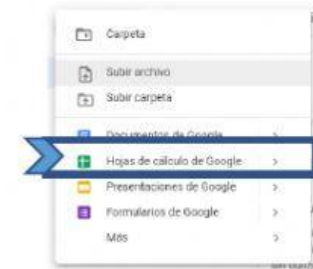 Carpeta
Subir archivo
Subir carpeta
Documentos de Google
Hojas de cálculo de Google
Presentaciones de Google
Formularios de Google
Más